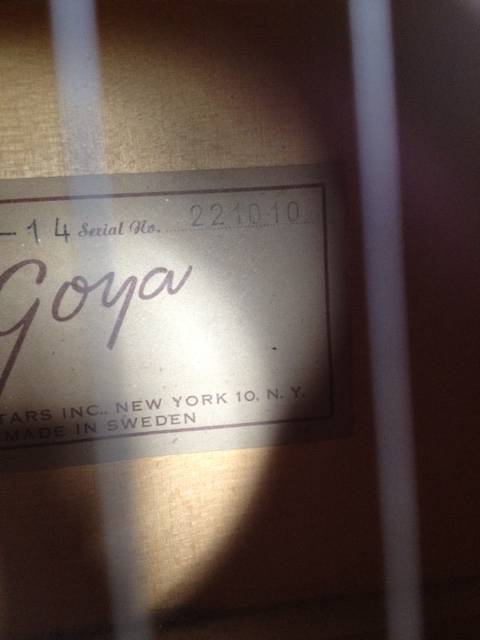 -14 Serial No. 221010
Goya
TARS INC., NEW YORK 10, N. Y.
MADE IN SWEDEN